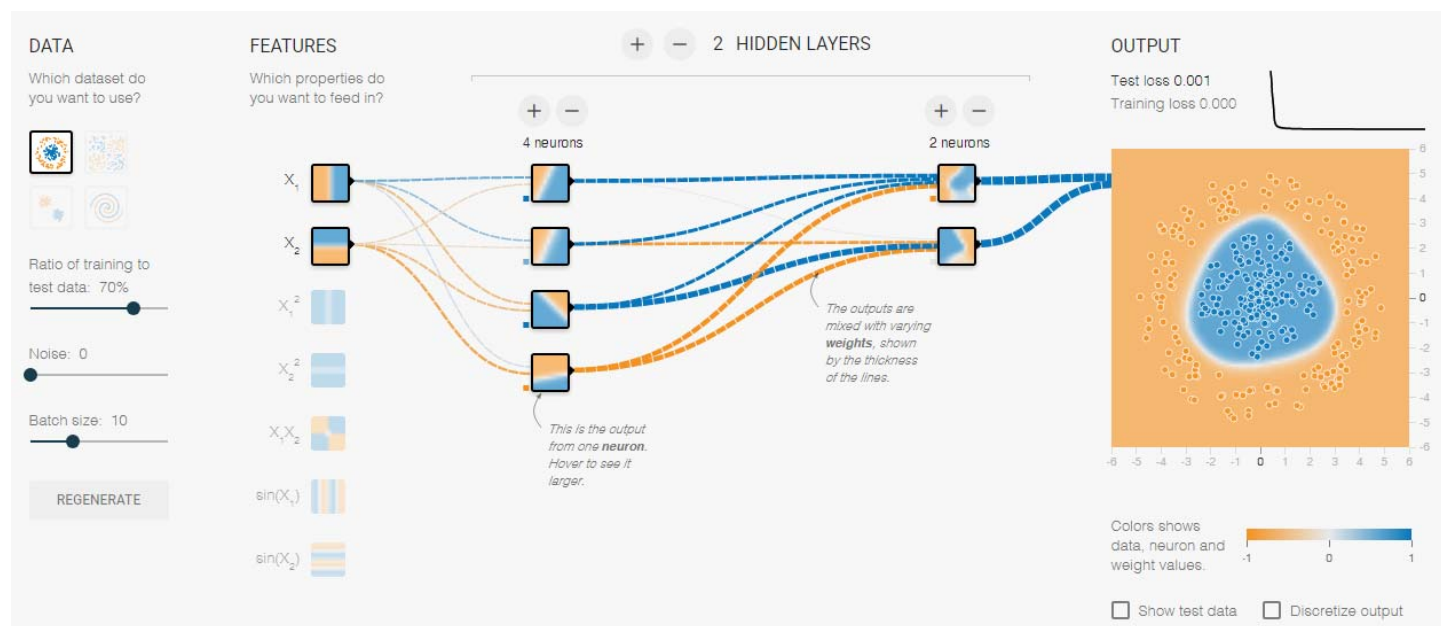 DATA
Which dataset do
you want to use?
Ratio of training to
test data: 70%
Noise: 0
Batch size: 10
REGENERATE
FEATURES
Which properties do
you want to feed in?
X1
X2
X1²
X2²
X1X2
sin(X1)
sin(X2)
+ − 2 HIDDEN LAYERS
+ −
4 neurons
+ −
2 neurons
This is the output
from one neuron.
Hover to see it
larger.
The outputs are
mixed with varying
weights, shown
by the thickness
of the lines.
OUTPUT
Test loss 0.001
Training loss 0.000
6
5
4
3
2
1
0
-1
-2
-3
-4
-5
-6
-6 -5 -4 -3 -2 -1 0 1 2 3 4 5 6
Colors shows
data, neuron and
weight values.
-1 0 1
Show test data
Discretize output